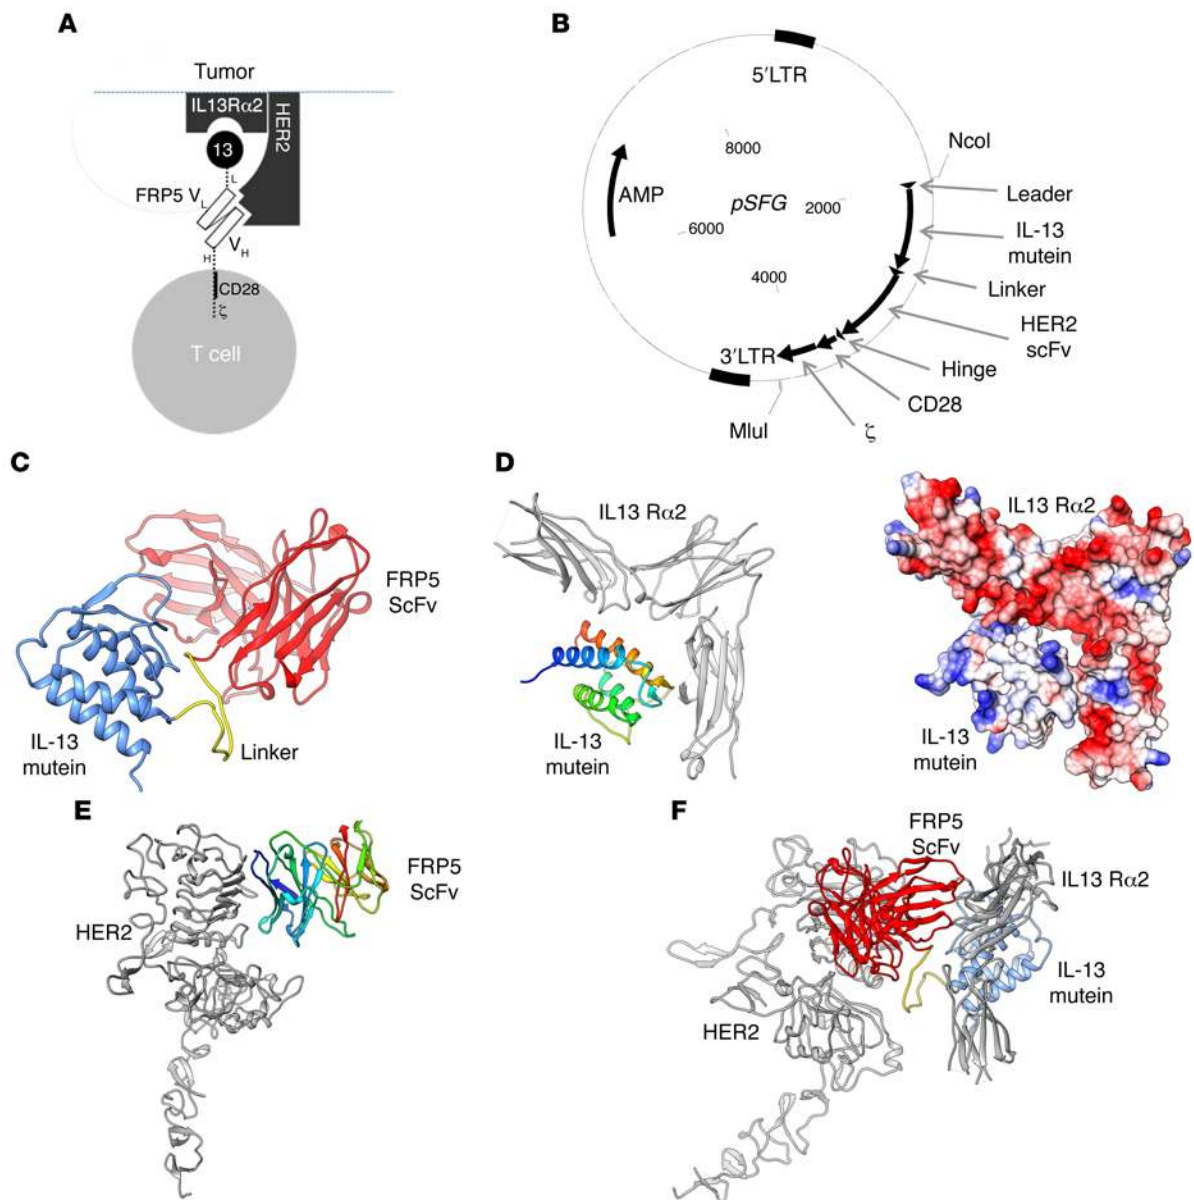 A
Tumor
IL13Rα2
HER2
13
L
FRP5 VL
VH
H
CD28
ζ
T cell
B
5′LTR
NcoI
8000
Leader
AMP
pSFG
2000
IL-13
mutein
6000
Linker
4000
HER2
scFv
3′LTR
Hinge
CD28
MluI
ζ
C
FRP5
ScFv
IL-13
mutein
Linker
D
IL13 Rα2
IL-13
mutein
IL13 Rα2
IL-13
mutein
E
FRP5
ScFv
HER2
F
FRP5
ScFv
IL13 Rα2
IL-13
mutein
HER2